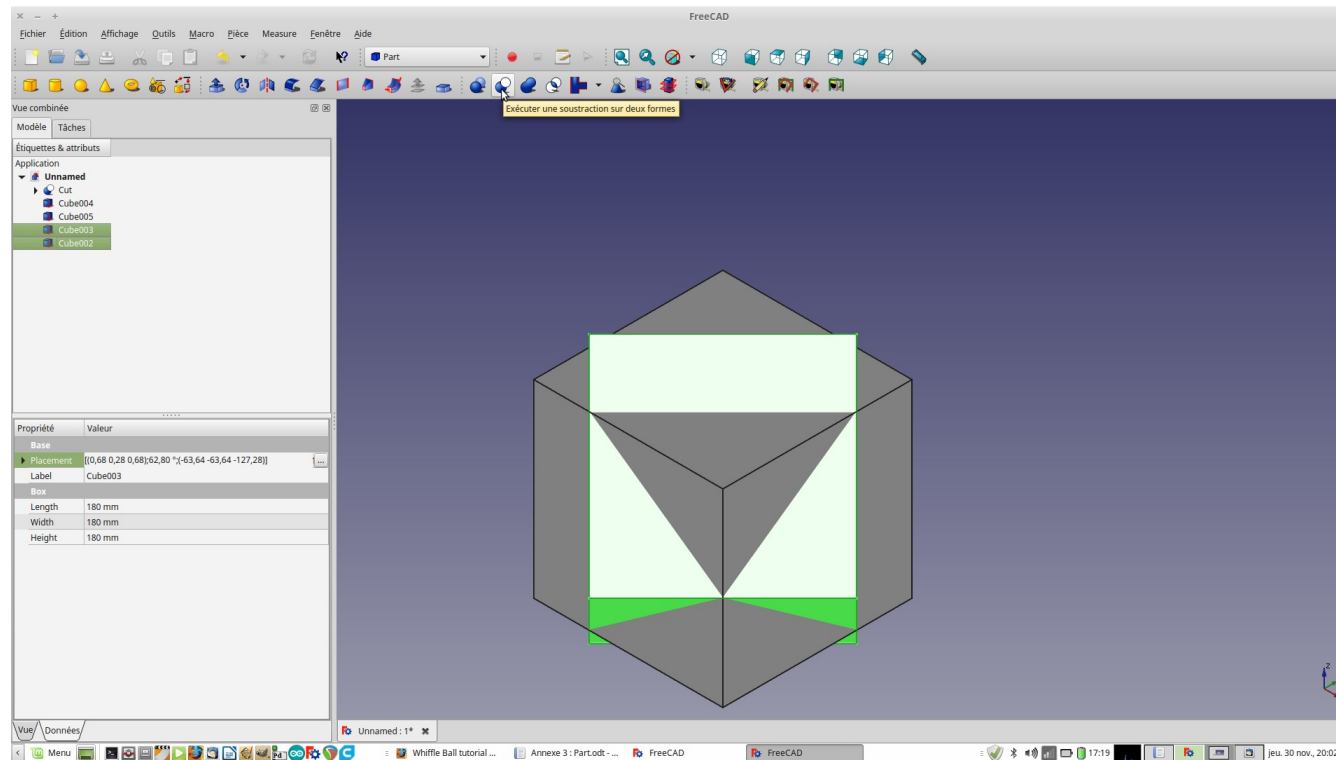 FreeCAD
Fichier Édition Affichage Outils Macro Pièce Measure Fenêtre Aide
Part
Exécuter une soustraction sur deux formes
Vue combinée
Modèle Tâches
Étiquettes & attributs
Application
Unnamed
Cut
Cube004
Cube005
Cube003
Cube002
Propriété Valeur
Base
Placement [(0,68 0,28 0,68);62,80 °;(-63,64 -63,64 -127,28)]
Label Cube003
Box
Length 180 mm
Width 180 mm
Height 180 mm
z
Vue Données
Unnamed : 1*
Menu Whiffle Ball tutorial ... Annexe 3 : Part.odt - ... FreeCAD FreeCAD 17:19 jeu. 30 nov., 20:02